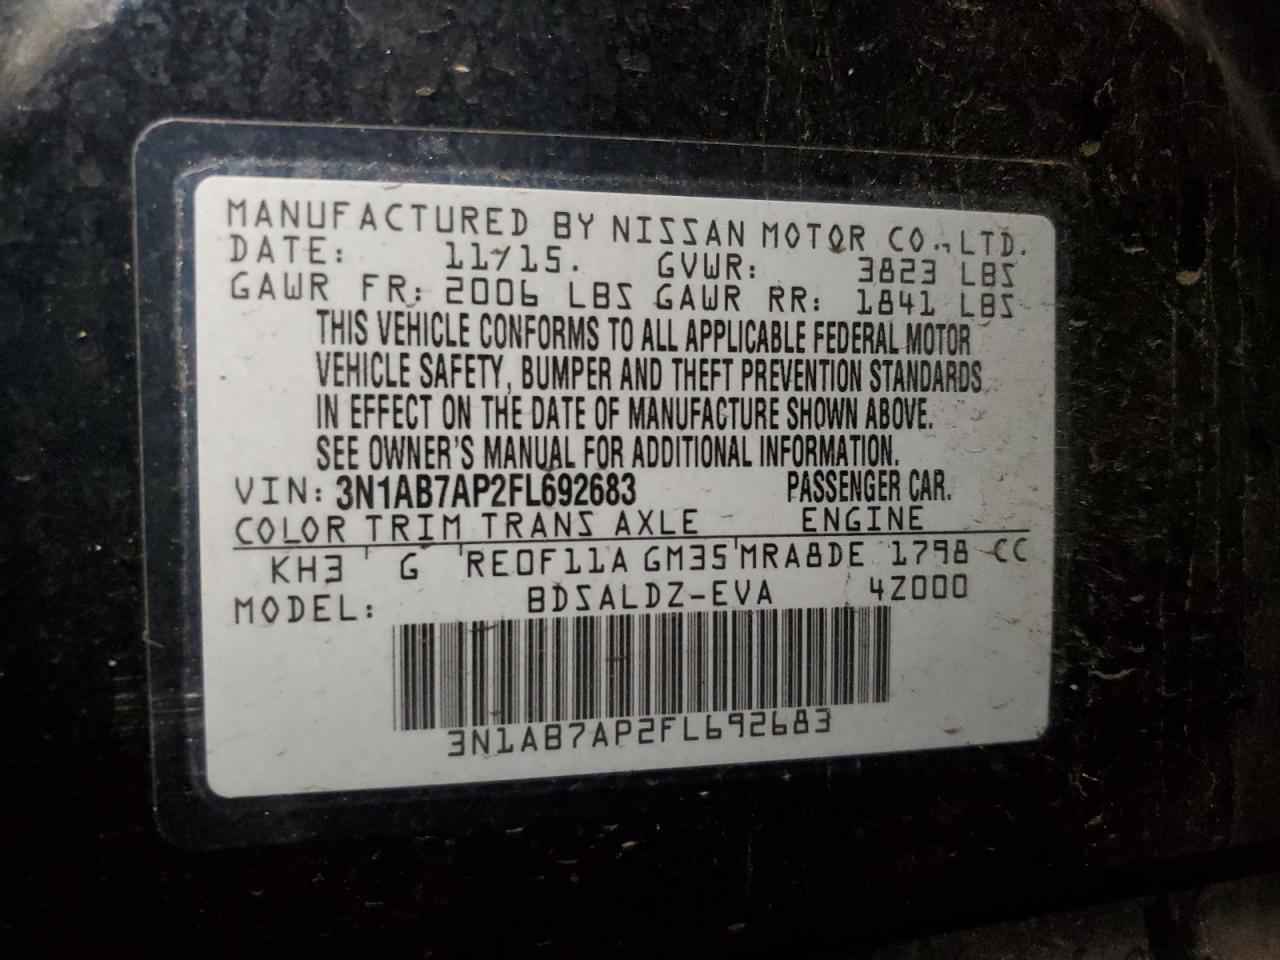 MANUFACTURED BY NISSAN MOTOR CO., LTD.
DATE: 11/15. GVWR: 3823 LBS
GAWR FR: 2006 LBS GAWR RR: 1841 LBS
THIS VEHICLE CONFORMS TO ALL APPLICABLE FEDERAL MOTOR
VEHICLE SAFETY, BUMPER AND THEFT PREVENTION STANDARDS
IN EFFECT ON THE DATE OF MANUFACTURE SHOWN ABOVE.
SEE OWNER'S MANUAL FOR ADDITIONAL INFORMATION.
VIN: 3N1AB7AP2FL692683 PASSENGER CAR.
COLOR TRIM TRANS AXLE ENGINE
KH3 ' G ' RE0F11A GM35 ' MRA8DE 1798 CC
MODEL: BDSALDZ-EVA 4Z000
3N1AB7AP2FL692683